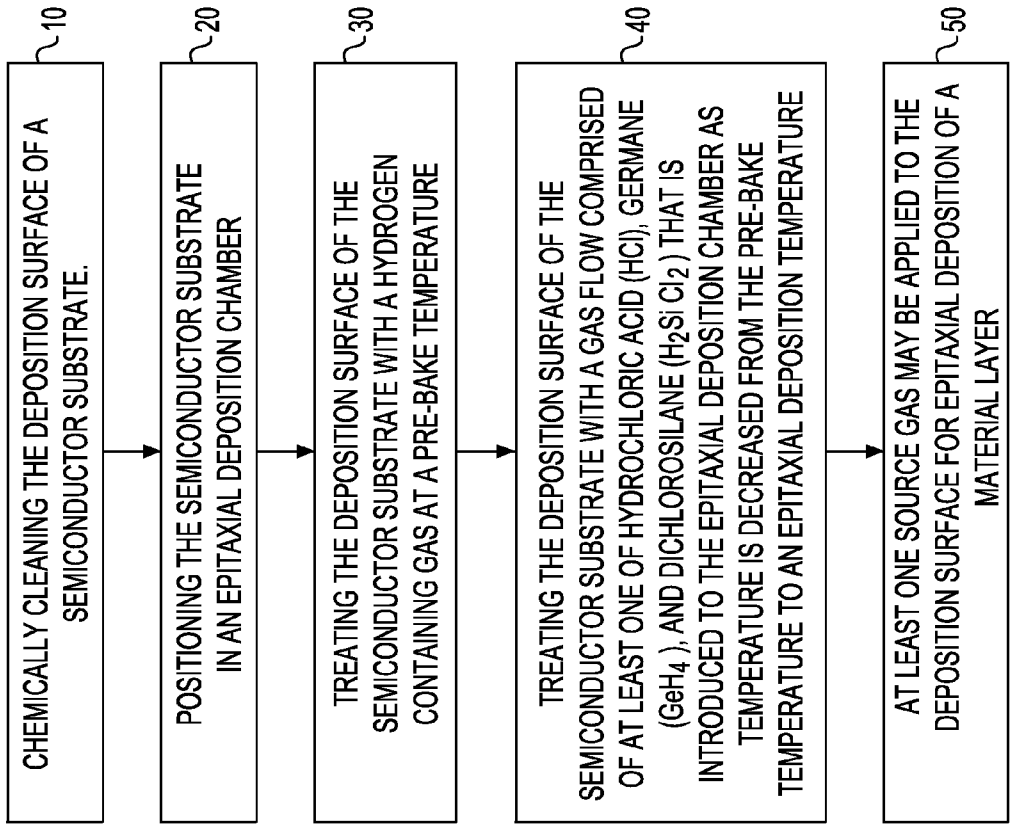 CHEMICALLY CLEANING THE DEPOSITION SURFACE OF A
SEMICONDUCTOR SUBSTRATE.
10
POSITIONING THE SEMICONDUCTOR SUBSTRATE
IN AN EPITAXIAL DEPOSITION CHAMBER
20
TREATING THE DEPOSITION SURFACE OF THE
SEMICONDUCTOR SUBSTRATE WITH A HYDROGEN
CONTAINING GAS AT A PRE-BAKE TEMPERATURE
30
TREATING THE DEPOSITION SURFACE OF THE
SEMICONDUCTOR SUBSTRATE WITH A GAS FLOW COMPRISED
OF AT LEAST ONE OF HYDROCHLORIC ACID (HCl), GERMANE
(GeH4), AND DICHLOROSILANE (H2Si Cl2) THAT IS
INTRODUCED TO THE EPITAXIAL DEPOSITION CHAMBER AS
TEMPERATURE IS DECREASED FROM THE PRE-BAKE
TEMPERATURE TO AN EPITAXIAL DEPOSITION TEMPERATURE
40
AT LEAST ONE SOURCE GAS MAY BE APPLIED TO THE
DEPOSITION SURFACE FOR EPITAXIAL DEPOSITION OF A
MATERIAL LAYER
50